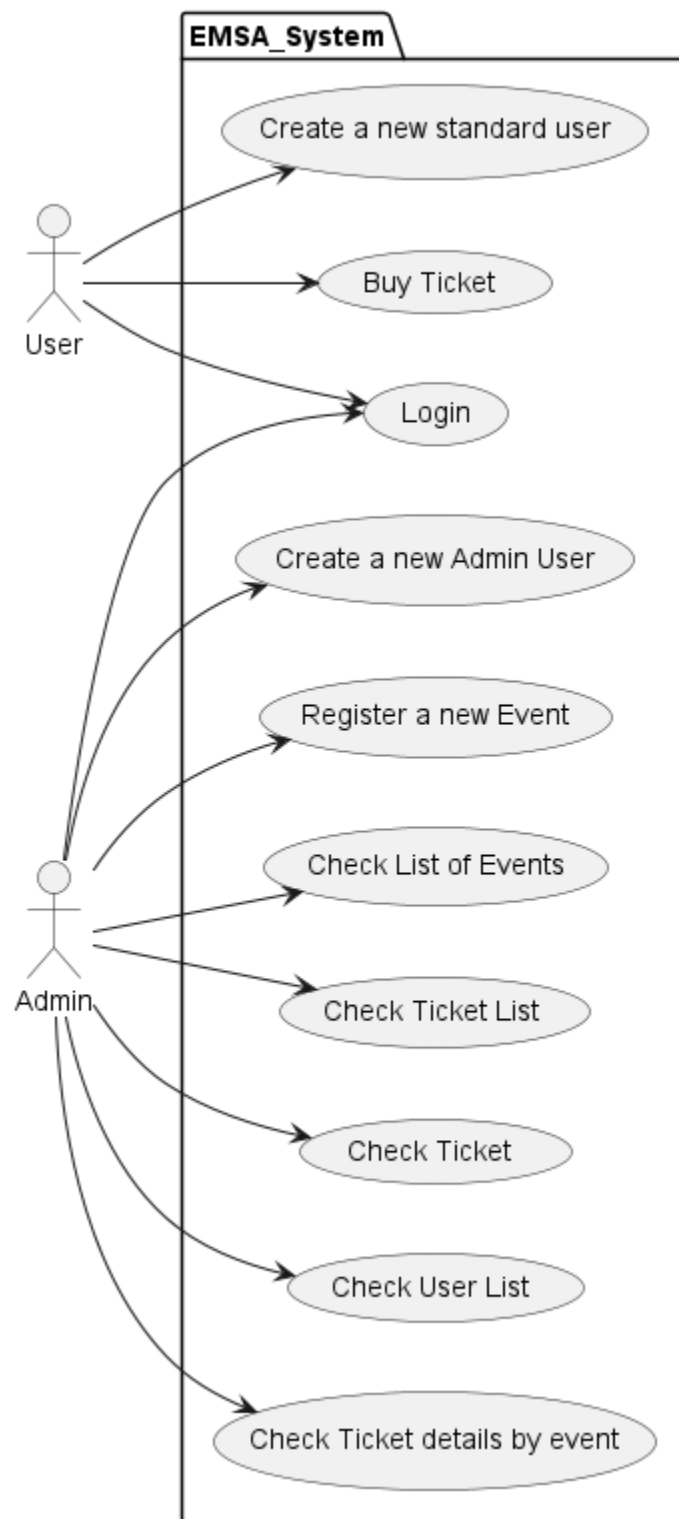 EMSA_System
Create a new standard user
Buy Ticket
User
Login
Create a new Admin User
Register a new Event
Check List of Events
Admin
Check Ticket List
Check Ticket
Check User List
Check Ticket details by event